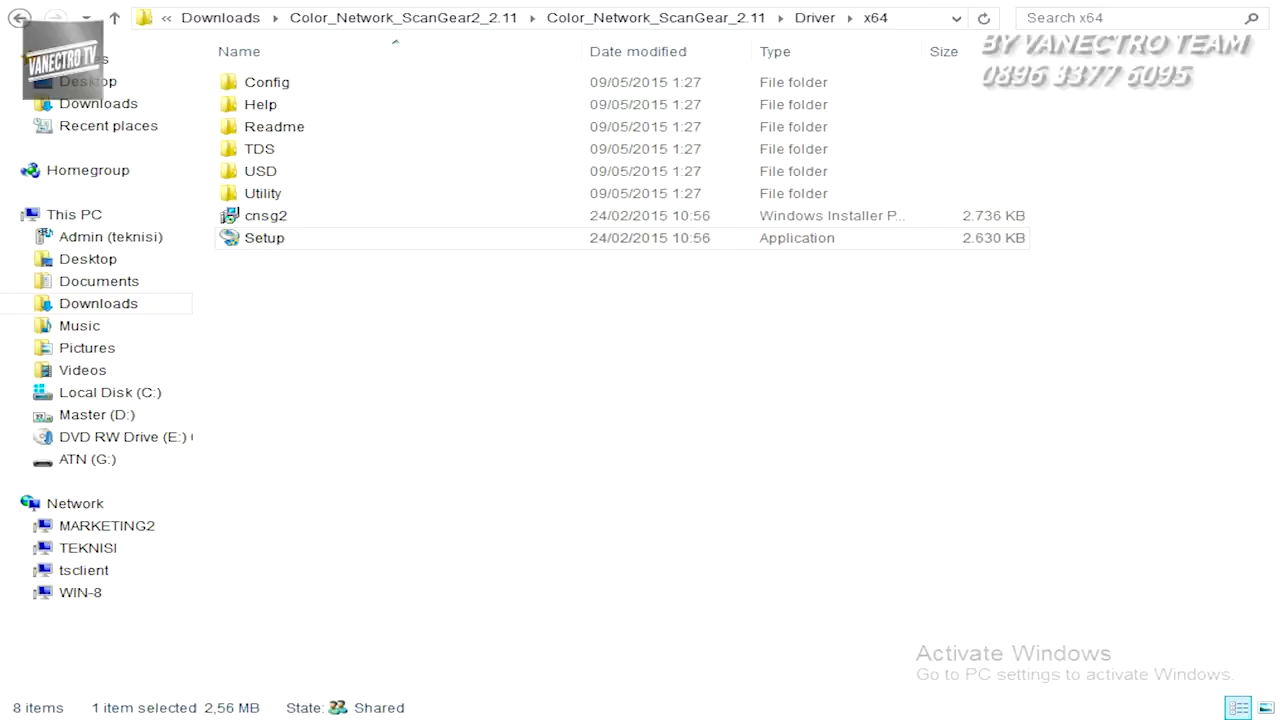 « Downloads › Color_Network_ScanGear2_2.11 › Color_Network_ScanGear_2.11 › Driver › x64
Search x64
VANECTRO TV
BY VANECTRO TEAM
0896 3377 6095
Name Date modified Type Size
Desktop
Downloads
Recent places
Homegroup
This PC
Admin (teknisi)
Desktop
Documents
Downloads
Music
Pictures
Videos
Local Disk (C:)
Master (D:)
DVD RW Drive (E:)
ATN (G:)
Network
MARKETING2
TEKNISI
tsclient
WIN-8
Config 09/05/2015 1:27 File folder
Help 09/05/2015 1:27 File folder
Readme 09/05/2015 1:27 File folder
TDS 09/05/2015 1:27 File folder
USD 09/05/2015 1:27 File folder
Utility 09/05/2015 1:27 File folder
cnsg2 24/02/2015 10:56 Windows Installer P... 2.736 KB
Setup 24/02/2015 10:56 Application 2.630 KB
Activate Windows
Go to PC settings to activate Windows.
8 items 1 item selected 2,56 MB State: Shared